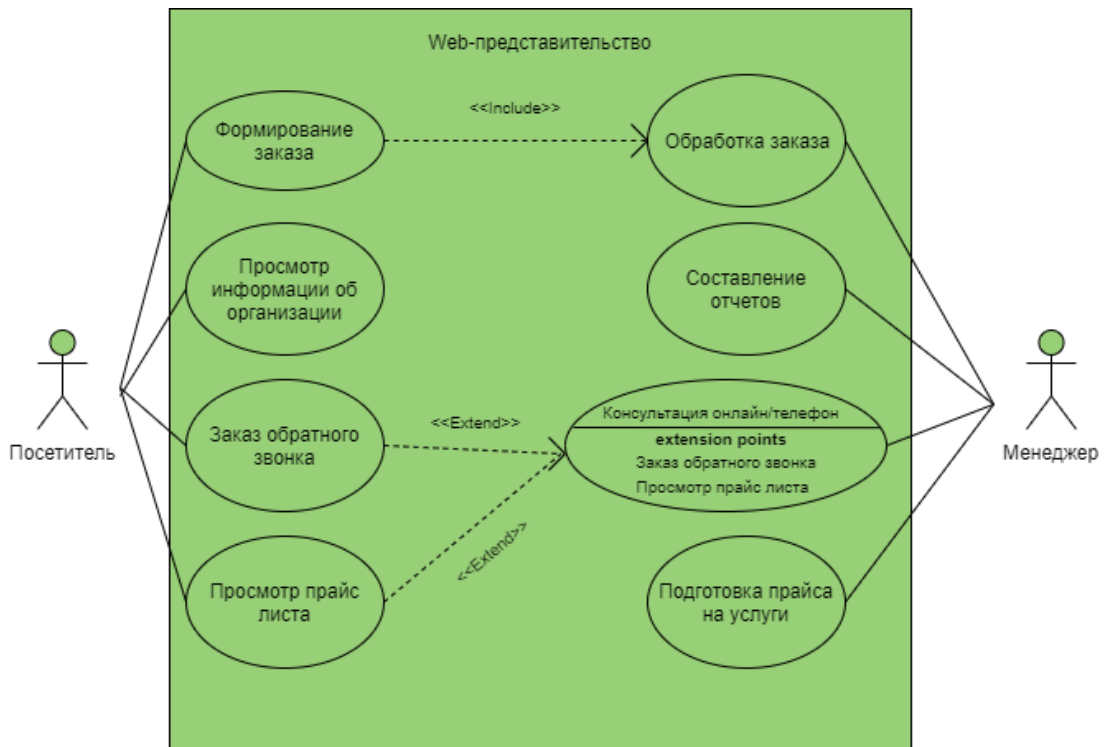 Web-представительство
<<Include>>
Формирование
заказа
Обработка заказа
Просмотр
информации об
организации
Составление
отчетов
Посетитель
Заказ обратного
звонка
<<Extend>>
Консультация онлайн/телефон
extension points
Заказ обратного звонка
Просмотр прайс листа
Менеджер
<<Extend>>
Просмотр прайс
листа
Подготовка прайса
на услуги